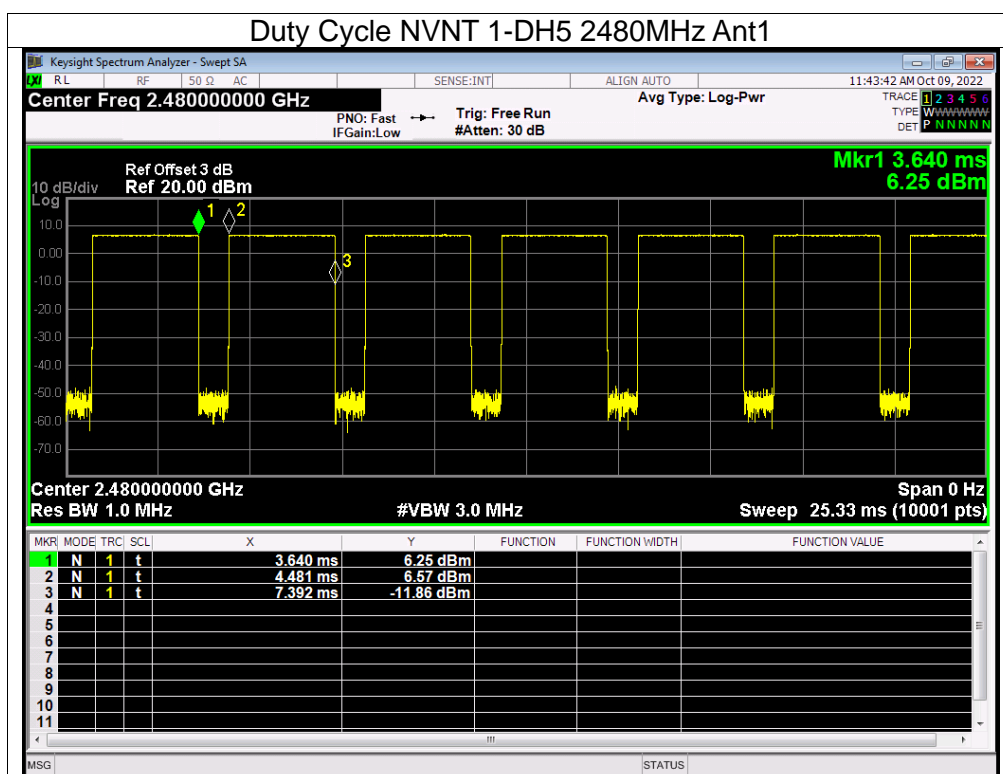 Duty Cycle NVNT 1-DH5 2480MHz Ant1
Keysight Spectrum Analyzer - Swept SA
LXI RL RF 50 Ω AC SENSE:INT ALIGN AUTO 11:43:42 AM Oct 09, 2022
Center Freq 2.480000000 GHz Avg Type: Log-Pwr TRACE 1 2 3 4 5 6
PNO: Fast Trig: Free Run TYPE WWWWWW
IFGain:Low #Atten: 30 dB DET P N N N N N
Mkr1 3.640 ms
Ref Offset 3 dB
10 dB/div Ref 20.00 dBm 6.25 dBm
Log
1 2
10.0
0.00
3
-10.0
-20.0
-30.0
-40.0
-50.0
-60.0
-70.0
Center 2.480000000 GHz Span 0 Hz
Res BW 1.0 MHz #VBW 3.0 MHz Sweep 25.33 ms (10001 pts)
MKR MODE TRC SCL X Y FUNCTION FUNCTION WIDTH FUNCTION VALUE
1 N 1 t 3.640 ms 6.25 dBm
2 N 1 t 4.481 ms 6.57 dBm
3 N 1 t 7.392 ms -11.86 dBm
4
5
6
7
8
9
10
11
MSG STATUS